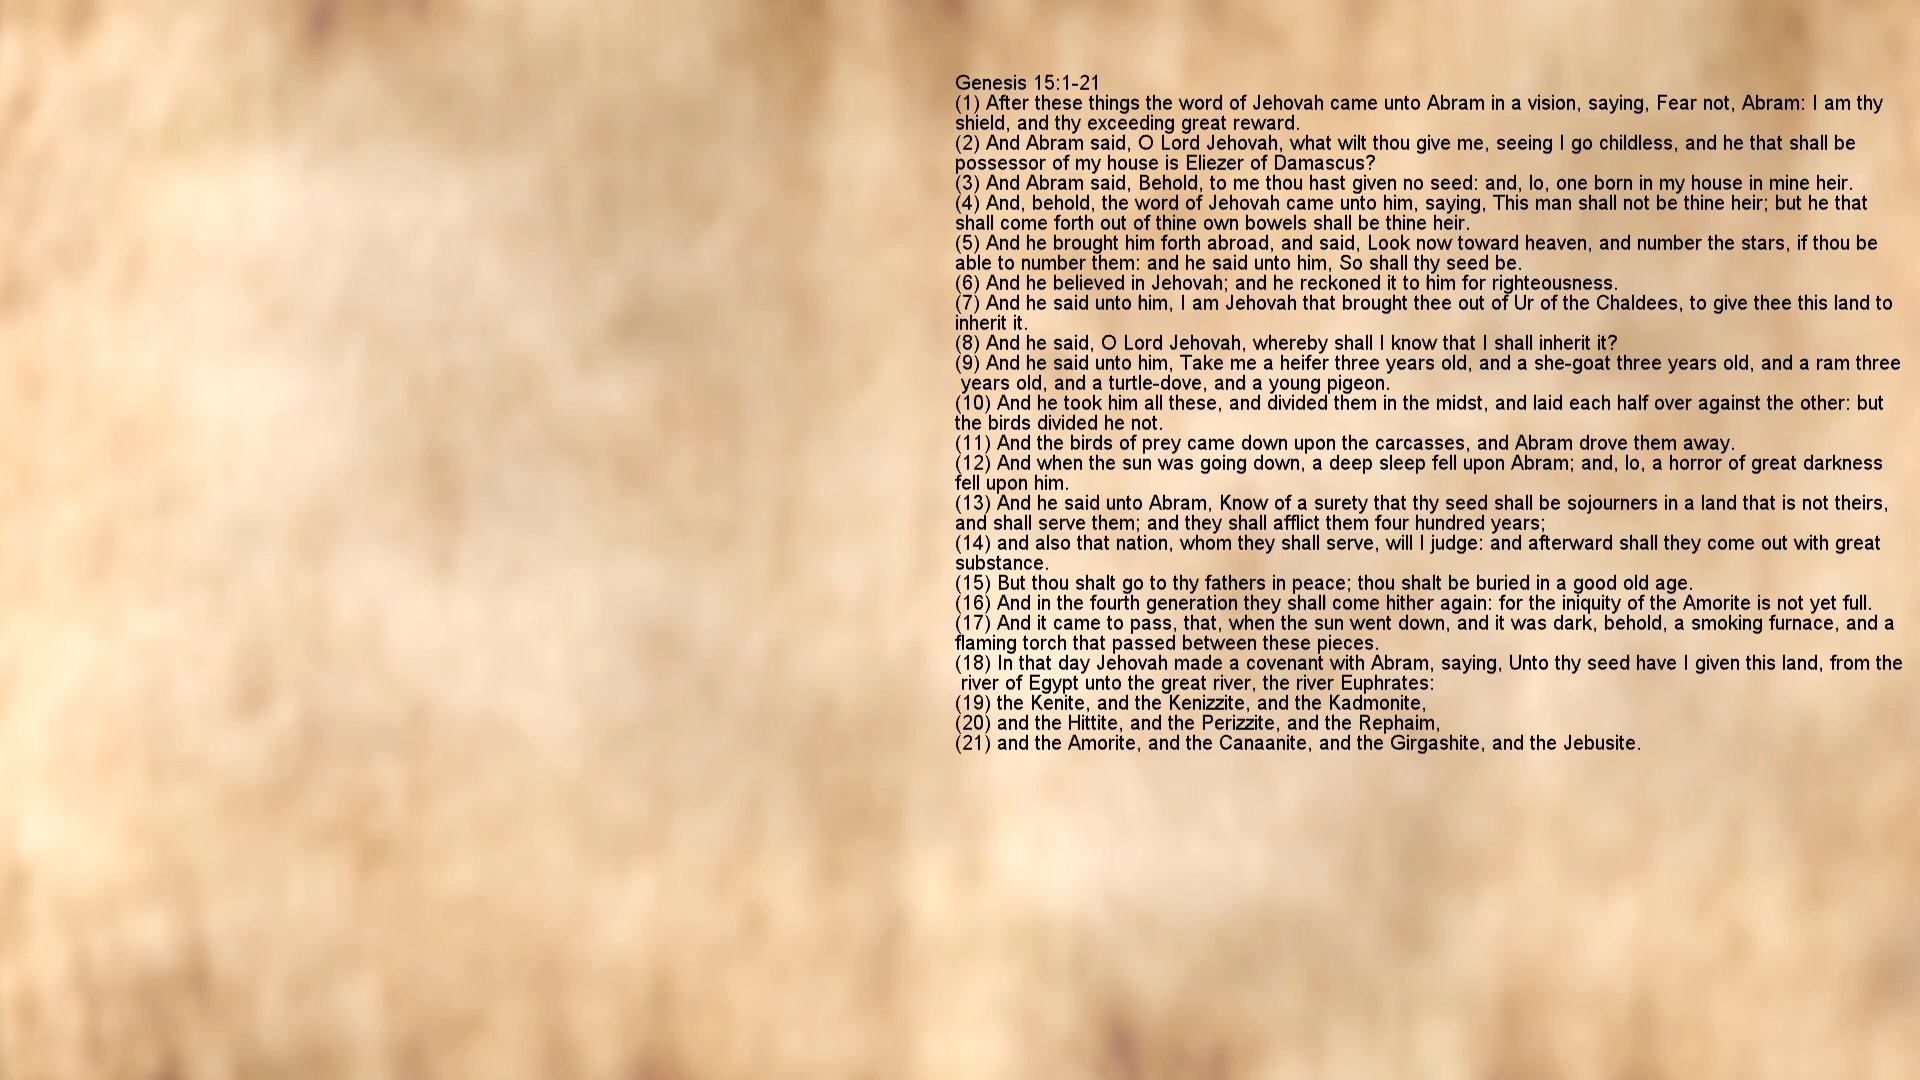 Genesis 15:1-21
(1) After these things the word of Jehovah came unto Abram in a vision, saying, Fear not, Abram: I am thy
shield, and thy exceeding great reward.
(2) And Abram said, O Lord Jehovah, what wilt thou give me, seeing I go childless, and he that shall be
possessor of my house is Eliezer of Damascus?
(3) And Abram said, Behold, to me thou hast given no seed: and, lo, one born in my house in mine heir.
(4) And, behold, the word of Jehovah came unto him, saying, This man shall not be thine heir; but he that
shall come forth out of thine own bowels shall be thine heir.
(5) And he brought him forth abroad, and said, Look now toward heaven, and number the stars, if thou be
able to number them: and he said unto him, So shall thy seed be.
(6) And he believed in Jehovah; and he reckoned it to him for righteousness.
(7) And he said unto him, I am Jehovah that brought thee out of Ur of the Chaldees, to give thee this land to
inherit it.
(8) And he said, O Lord Jehovah, whereby shall I know that I shall inherit it?
(9) And he said unto him, Take me a heifer three years old, and a she-goat three years old, and a ram three
years old, and a turtle-dove, and a young pigeon.
(10) And he took him all these, and divided them in the midst, and laid each half over against the other: but
the birds divided he not.
(11) And the birds of prey came down upon the carcasses, and Abram drove them away.
(12) And when the sun was going down, a deep sleep fell upon Abram; and, lo, a horror of great darkness
fell upon him.
(13) And he said unto Abram, Know of a surety that thy seed shall be sojourners in a land that is not theirs,
and shall serve them; and they shall afflict them four hundred years;
(14) and also that nation, whom they shall serve, will I judge: and afterward shall they come out with great
substance.
(15) But thou shalt go to thy fathers in peace; thou shalt be buried in a good old age.
(16) And in the fourth generation they shall come hither again: for the iniquity of the Amorite is not yet full.
(17) And it came to pass, that, when the sun went down, and it was dark, behold, a smoking furnace, and a
flaming torch that passed between these pieces.
(18) In that day Jehovah made a covenant with Abram, saying, Unto thy seed have I given this land, from the
river of Egypt unto the great river, the river Euphrates:
(19) the Kenite, and the Kenizzite, and the Kadmonite,
(20) and the Hittite, and the Perizzite, and the Rephaim,
(21) and the Amorite, and the Canaanite, and the Girgashite, and the Jebusite.